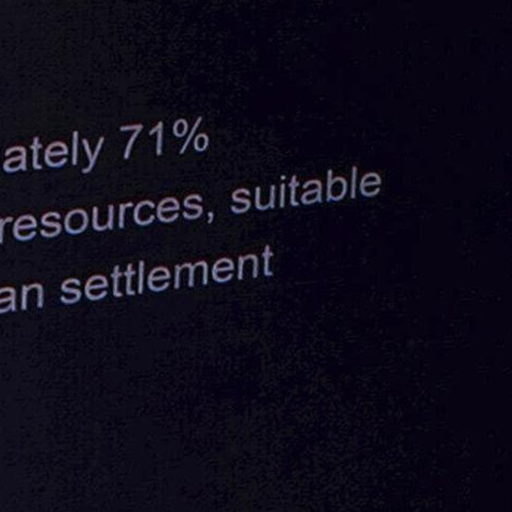 ately 71%
resources, suitable
an settlement